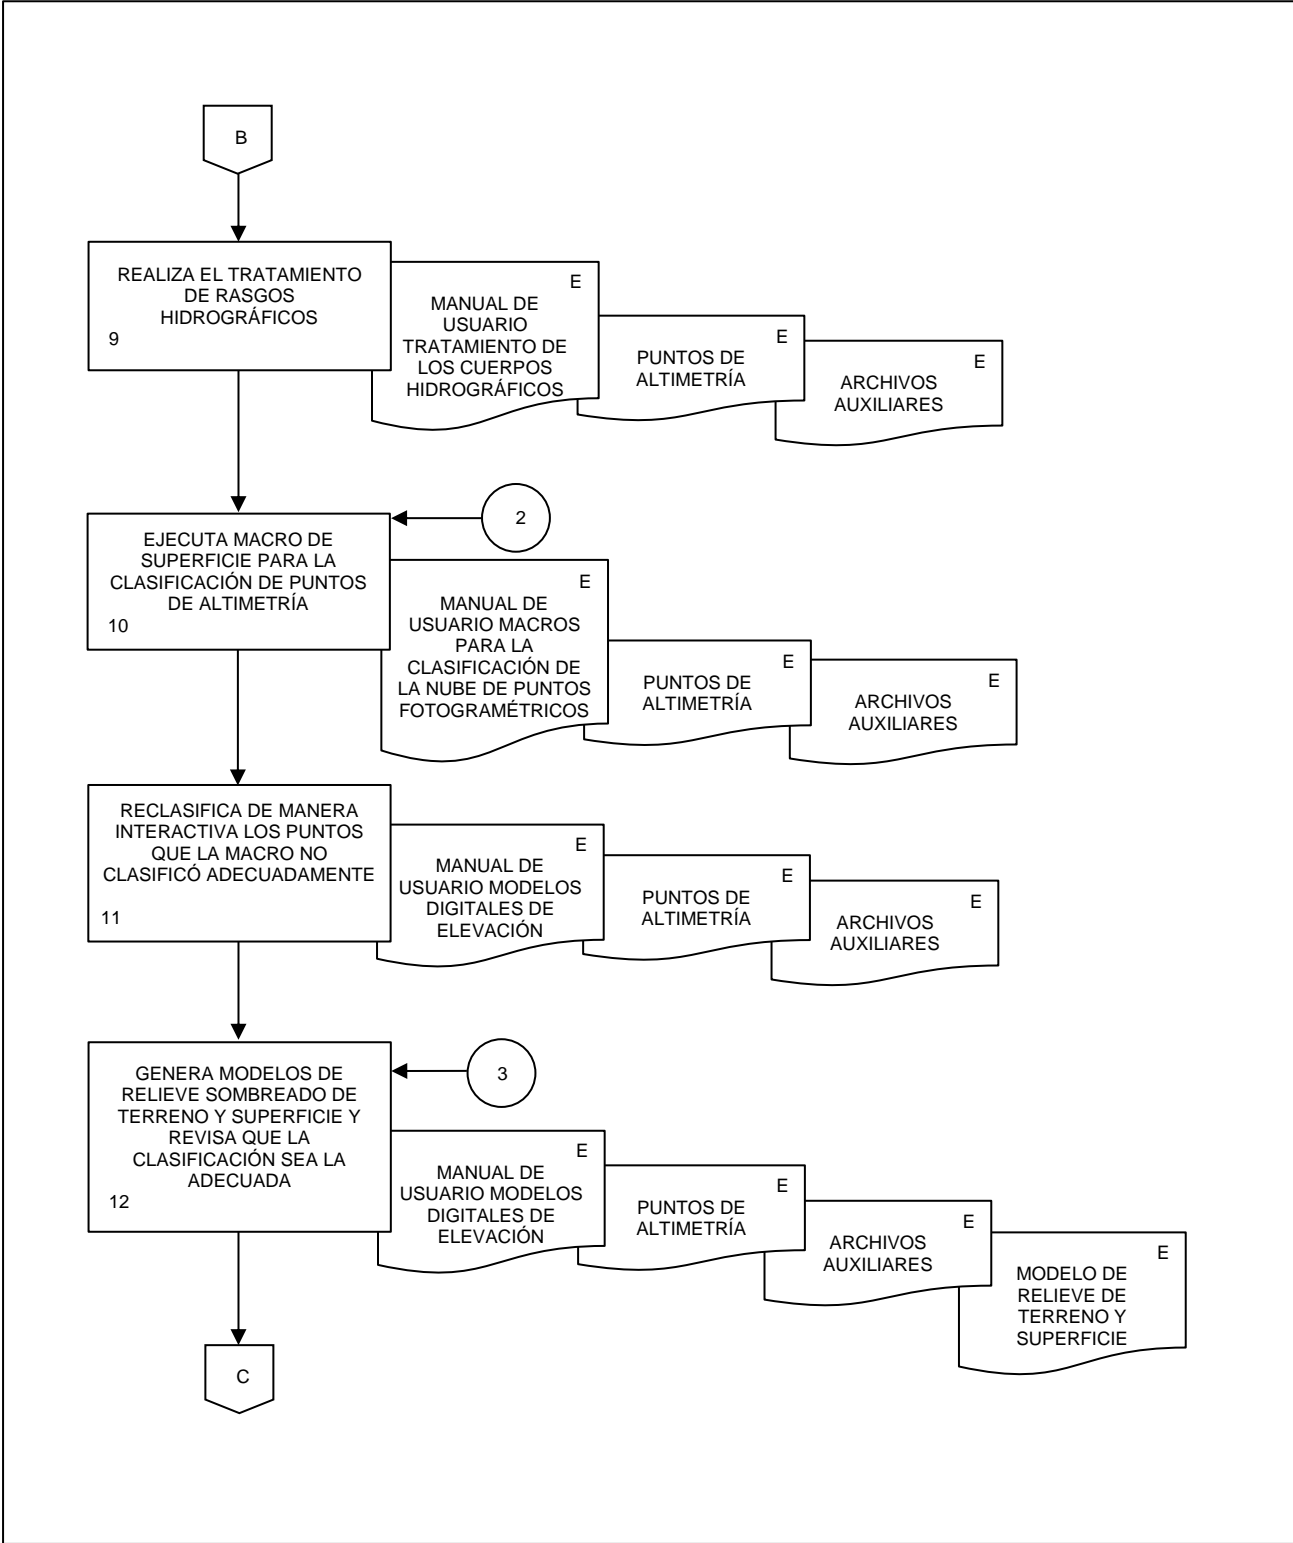 B
REALIZA EL TRATAMIENTO
DE RASGOS
HIDROGRÁFICOS
9
E
MANUAL DE
USUARIO
TRATAMIENTO DE
LOS CUERPOS
HIDROGRÁFICOS
E
PUNTOS DE
ALTIMETRÍA
E
ARCHIVOS
AUXILIARES
2
EJECUTA MACRO DE
SUPERFICIE PARA LA
CLASIFICACIÓN DE PUNTOS
DE ALTIMETRÍA
10
E
MANUAL DE
USUARIO MACROS
PARA LA
CLASIFICACIÓN DE
LA NUBE DE PUNTOS
FOTOGRAMÉTRICOS
E
PUNTOS DE
ALTIMETRÍA
E
ARCHIVOS
AUXILIARES
RECLASIFICA DE MANERA
INTERACTIVA LOS PUNTOS
QUE LA MACRO NO
CLASIFICÓ ADECUADAMENTE
11
E
MANUAL DE
USUARIO MODELOS
DIGITALES DE
ELEVACIÓN
E
PUNTOS DE
ALTIMETRÍA
E
ARCHIVOS
AUXILIARES
3
GENERA MODELOS DE
RELIEVE SOMBREADO DE
TERRENO Y SUPERFICIE Y
REVISA QUE LA
CLASIFICACIÓN SEA LA
ADECUADA
12
E
MANUAL DE
USUARIO MODELOS
DIGITALES DE
ELEVACIÓN
E
PUNTOS DE
ALTIMETRÍA
E
ARCHIVOS
AUXILIARES
E
MODELO DE
RELIEVE DE
TERRENO Y
SUPERFICIE
C